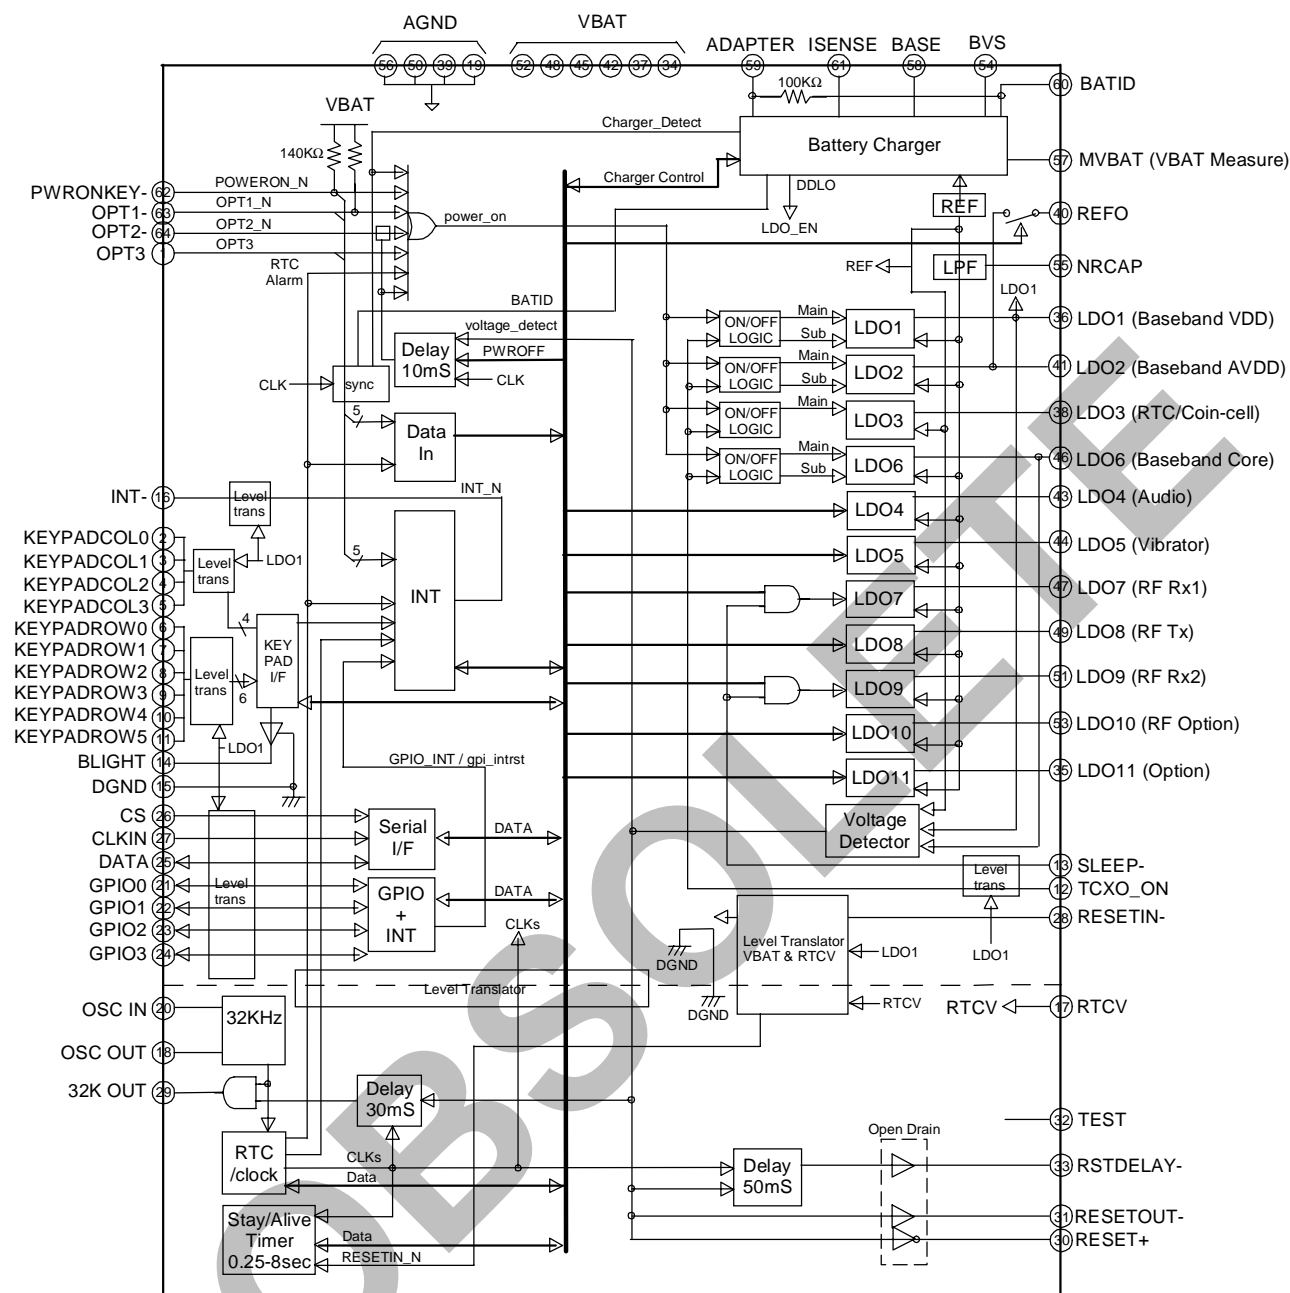 AGND
VBAT
ADAPTER
ISENSE
BASE
BVS
56
50
39
19
52
48
45
42
37
34
59
61
58
54
100KΩ
60
BATID
VBAT
140KΩ
Charger_Detect
Battery Charger
57
MVBAT (VBAT Measure)
PWRONKEY-
62
POWERON_N
Charger Control
DDLO
LDO_EN
REF
OPT1-
63
OPT1_N
40
REFO
OPT2-
64
OPT2_N
power_on
OPT3
1
OPT3
RTC
Alarm
REF
LPF
55
NRCAP
LDO1
BATID
voltage_detect
PWROFF
Delay
10mS
CLK
sync
CLK
ON/OFF
LOGIC
Main
Sub
LDO1
36
LDO1 (Baseband VDD)
ON/OFF
LOGIC
Main
Sub
LDO2
41
LDO2 (Baseband AVDD)
5
Data
In
ON/OFF
LOGIC
Main
LDO3
38
LDO3 (RTC/Coin-cell)
ON/OFF
LOGIC
Main
Sub
LDO6
46
LDO6 (Baseband Core)
INT-
16
Level
trans
INT_N
LDO4
43
LDO4 (Audio)
KEYPADCOL0
2
KEYPADCOL1
3
KEYPADCOL2
4
KEYPADCOL3
5
Level
trans
LDO1
5
INT
LDO5
44
LDO5 (Vibrator)
LDO7
47
LDO7 (RF Rx1)
KEYPADROW0
6
KEYPADROW1
7
KEYPADROW2
8
KEYPADROW3
9
KEYPADROW4
10
KEYPADROW5
11
Level
trans
4
6
KEY
PAD
I/F
LDO8
49
LDO8 (RF Tx)
LDO9
51
LDO9 (RF Rx2)
LDO10
53
LDO10 (RF Option)
LDO1
BLIGHT
14
GPIO_INT / gpi_intrst
LDO11
35
LDO11 (Option)
DGND
15
CS
26
CLKIN
27
DATA
25
Serial
I/F
DATA
Voltage
Detector
GPIO0
21
GPIO1
22
GPIO2
23
GPIO3
24
Level
trans
GPIO
+
INT
DATA
CLKs
13
SLEEP-
Level
trans
12
TCXO_ON
28
RESETIN-
LDO1
DGND
DGND
Level Translator
VBAT & RTCV
LDO1
RTCV
Level Translator
RTCV
17
RTCV
OSC IN
20
32KHz
OSC OUT
18
32K OUT
29
Delay
30mS
32
TEST
RTC
/clock
CLKs
Data
Delay
50mS
Open Drain
33
RSTDELAY-
Stay/Alive
Timer
0.25-8sec
Data
RESETIN_N
31
RESETOUT-
30
RESET+
OBSOLETE